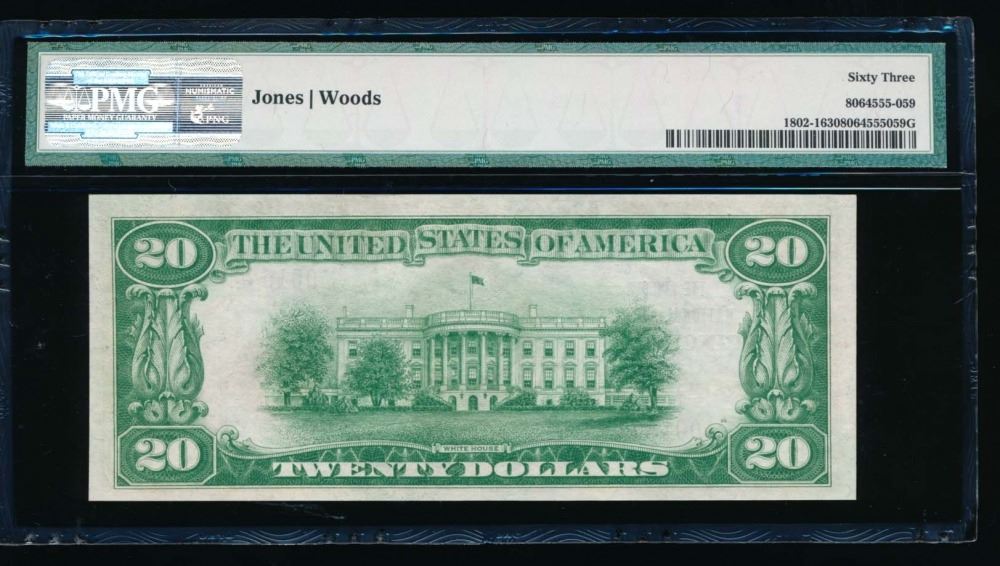 PMG
PAPER MONEY GUARANTY
NUMISMATIC
PNG
Jones | Woods
Sixty Three
8064555-059
1802-16308064555059G
20
THE UNITED STATES OF AMERICA
20
20
WHITE HOUSE
TWENTY DOLLARS
20